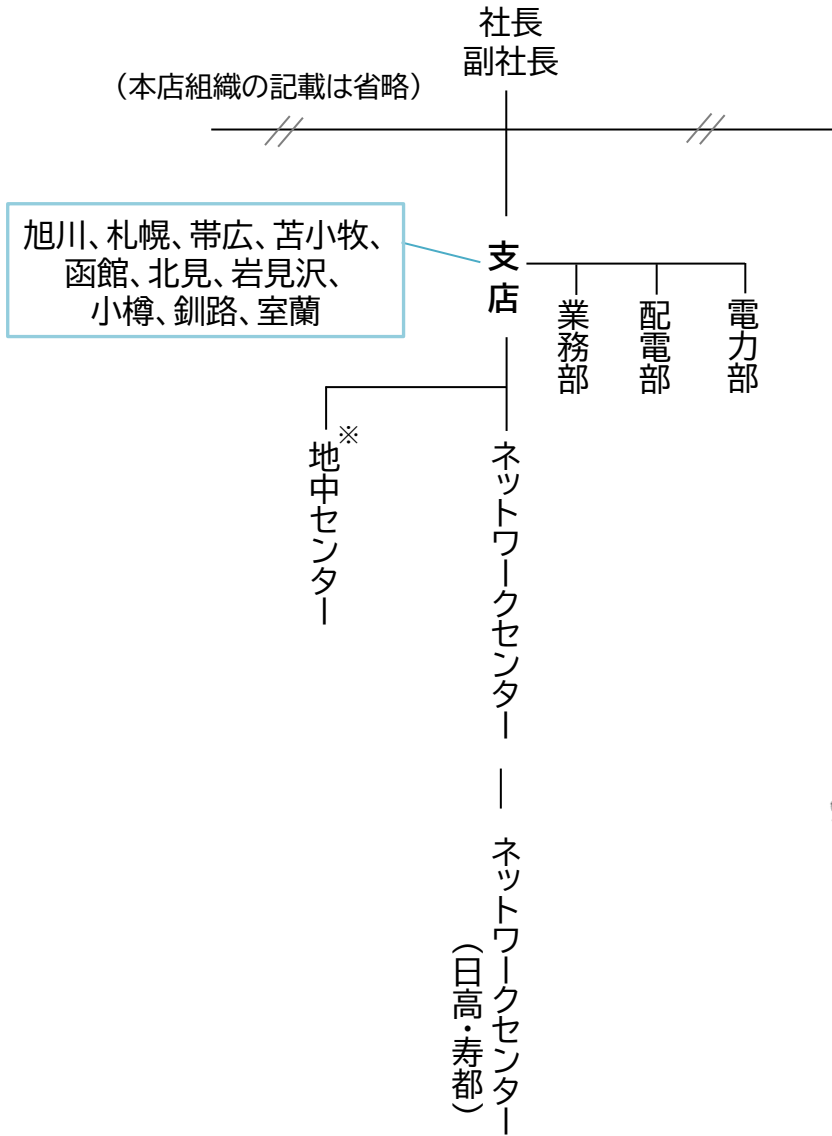 社長
副社長
（本店組織の記載は省略）
旭川、札幌、帯広、苫小牧、
函館、北見、岩見沢、
小樽、釧路、室蘭
支店
業務部
配電部
電力部
※
地中センター
ネットワークセンター
ネットワークセンター
（日高・寿都）